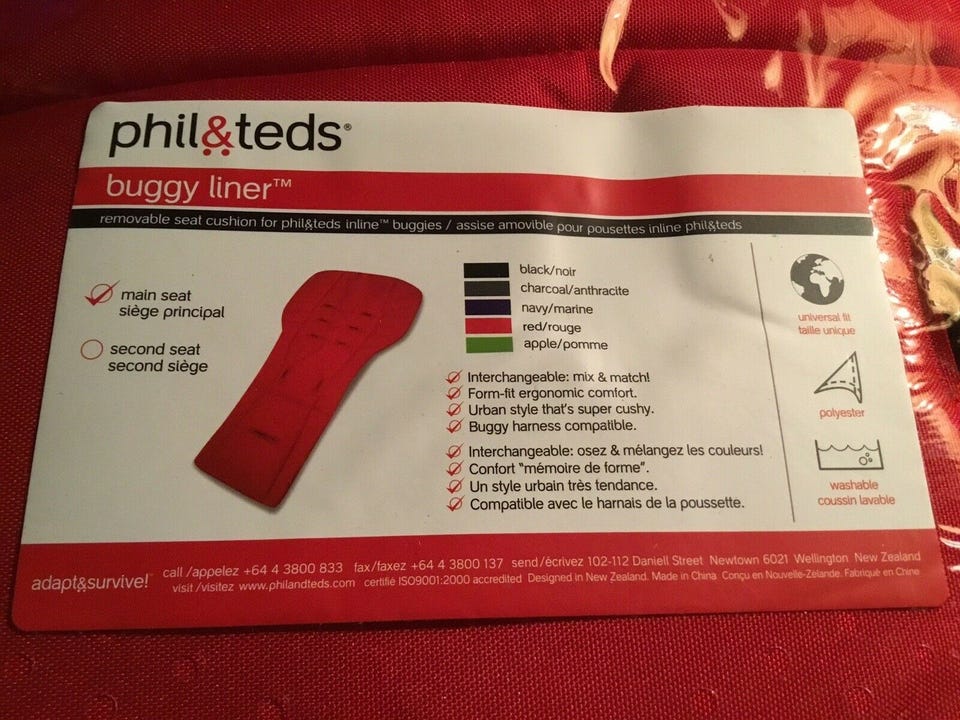 phil&teds®
buggy liner™
removable seat cushion for phil&teds inline™ buggies / assise amovible pour pousettes inline phil&teds
main seat
siège principal
second seat
second siège
black/noir
charcoal/anthracite
navy/marine
red/rouge
apple/pomme
Interchangeable: mix & match!
Form-fit ergonomic comfort.
Urban style that's super cushy.
Buggy harness compatible.
Interchangeable: osez & mélangez les couleurs!
Confort "mémoire de forme".
Un style urbain très tendance.
Compatible avec le harnais de la poussette.
universal fit
taille unique
polyester
washable
coussin lavable
adapt&survive!
call /appelez +64 4 3800 833 fax/faxez +64 4 3800 137 send/écrivez 102-112 Daniell Street Newtown 6021 Wellington New Zealand
visit /visitez www.philandteds.com certifié ISO9001:2000 accredited Designed in New Zealand. Made in China Conçu en Nouvelle-Zélande. Fabriqué en Chine